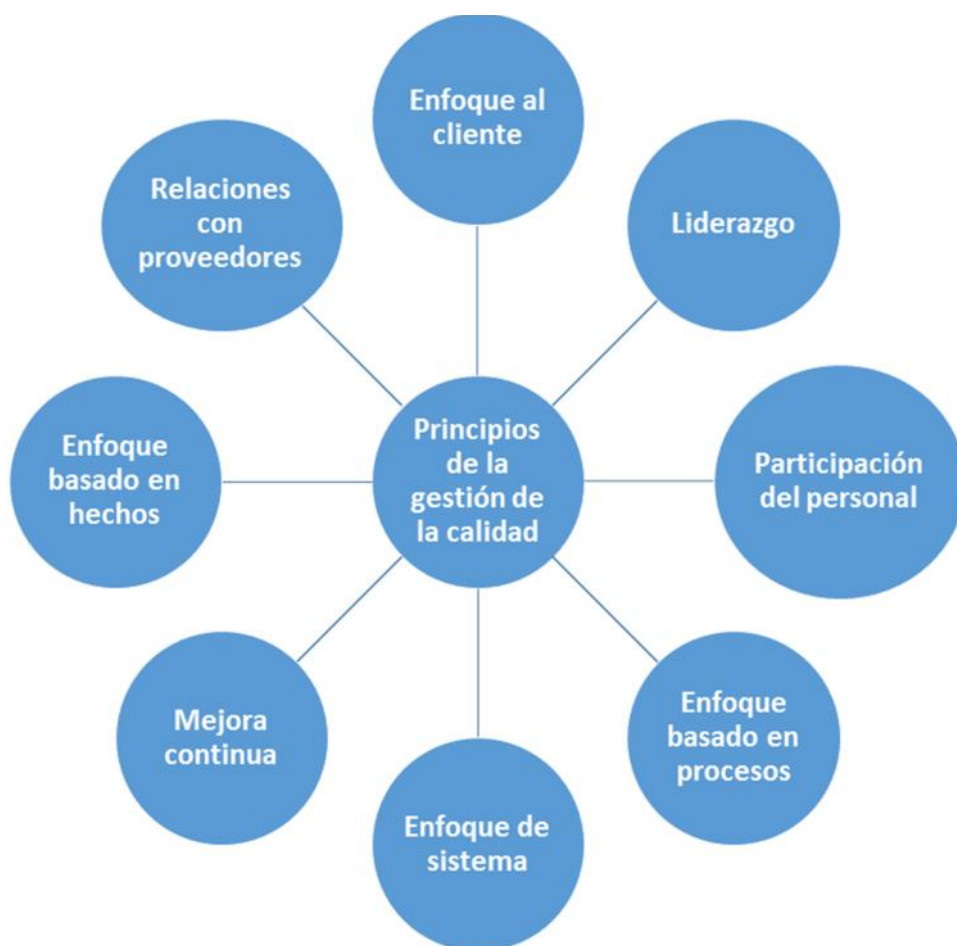 Enfoque al
cliente
Liderazgo
Participación
del personal
Enfoque
basado en
procesos
Enfoque de
sistema
Mejora
continua
Enfoque
basado en
hechos
Relaciones
con
proveedores
Principios
de la
gestión de
la calidad